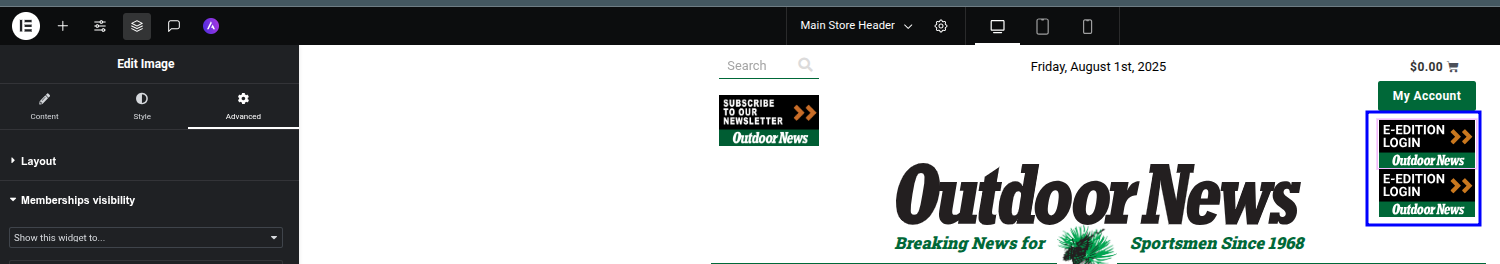 Main Store Header
Edit Image
Content
Style
Advanced
Layout
Memberships visibility
Show this widget to...
Search
Friday, August 1st, 2025
$0.00
My Account
SUBSCRIBE
TO OUR
NEWSLETTER
Outdoor News
E-EDITION
LOGIN
Outdoor News
E-EDITION
LOGIN
Outdoor News
Outdoor News
Breaking News for Sportsmen Since 1968